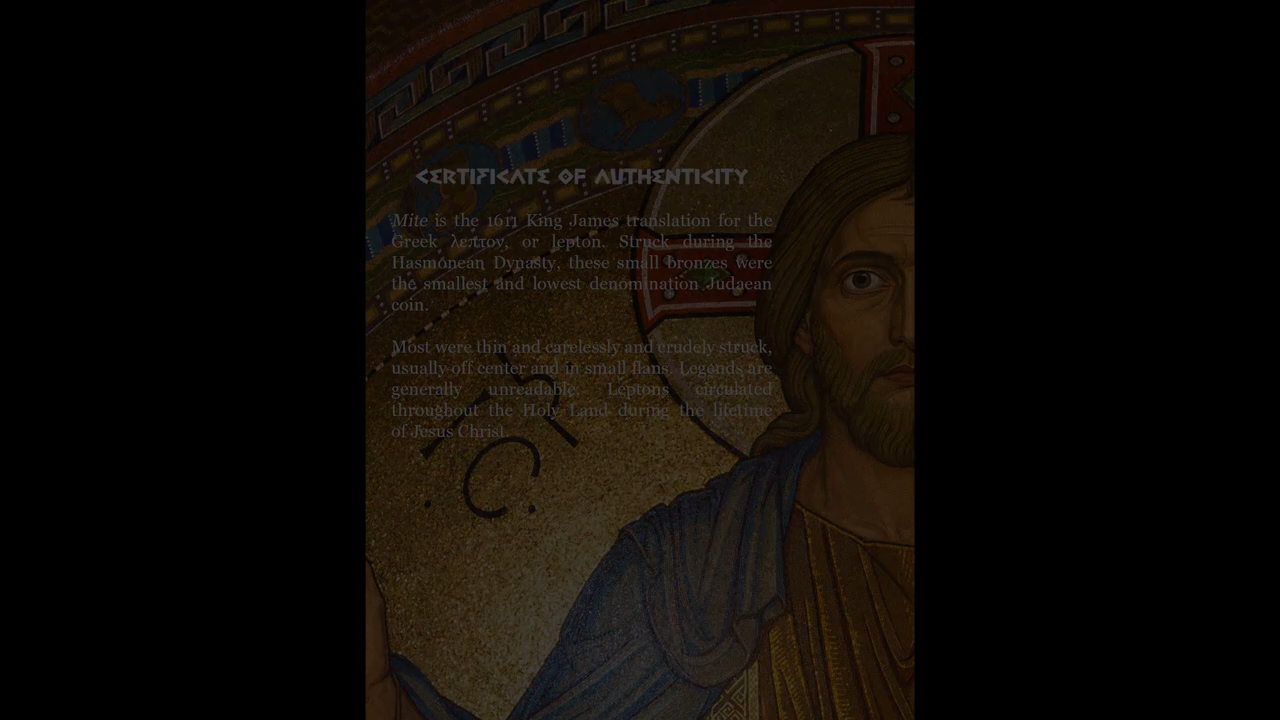 CERTIFICATE OF AUTHENTICITY
Mite is the 1611 King James translation for the
Greek λεπτον, or lepton. Struck during the
Hasmonean Dynasty, these small bronzes were
the smallest and lowest denomination Judaean
coin.
Most were thin and carelessly and crudely struck,
usually off center and in small flans. Legends are
generally unreadable. Leptons circulated
throughout the Holy Land during the lifetime
of Jesus Christ.